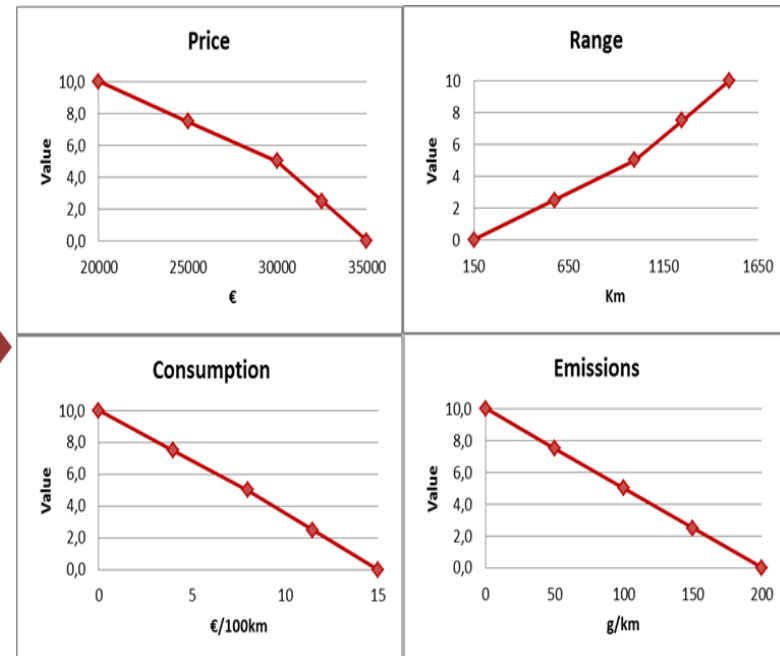 Price
Value
10,0
8,0
6,0
4,0
2,0
0,0
20000 25000 30000 35000
€
Range
Value
10
8
6
4
2
0
150 650 1150 1650
Km
Consumption
Value
10,0
8,0
6,0
4,0
2,0
0,0
0 5 10 15
€/100km
Emissions
Value
10,0
8,0
6,0
4,0
2,0
0,0
0 50 100 150 200
g/km